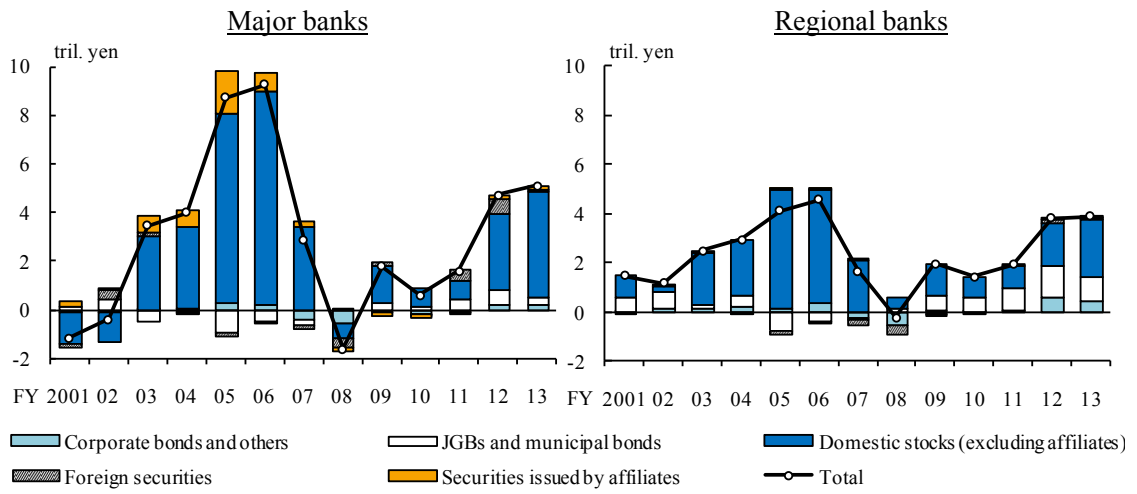 Major banks
Regional banks
tril. yen
tril. yen
10
8
6
4
2
0
-2
10
8
6
4
2
0
-2
FY 2001 02 03 04 05 06 07 08 09 10 11 12 13
FY 2001 02 03 04 05 06 07 08 09 10 11 12 13
Corporate bonds and others
JGBs and municipal bonds
Domestic stocks (excluding affiliates)
Foreign securities
Securities issued by affiliates
Total